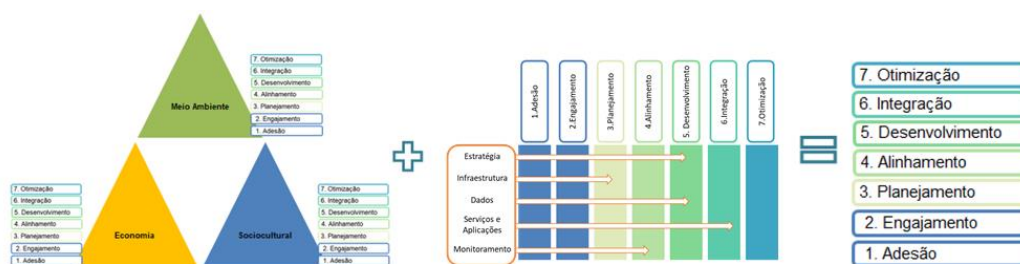 Meio Ambiente
7. Otimização
6. Integração
5. Desenvolvimento
4. Alinhamento
3. Planejamento
2. Engajamento
1. Adesão
Economia
7. Otimização
6. Integração
5. Desenvolvimento
4. Alinhamento
3. Planejamento
2. Engajamento
1. Adesão
Sociocultural
7. Otimização
6. Integração
5. Desenvolvimento
4. Alinhamento
3. Planejamento
2. Engajamento
1. Adesão
1.Adesão
2.Engajamento
3.Planejamento
4.Alinhamento
5. Desenvolvimento
6.Integração
7.Otimização
Estratégia
Infraestrutura
Dados
Serviços e
Aplicações
Monitoramento
7. Otimização
6. Integração
5. Desenvolvimento
4. Alinhamento
3. Planejamento
2. Engajamento
1. Adesão